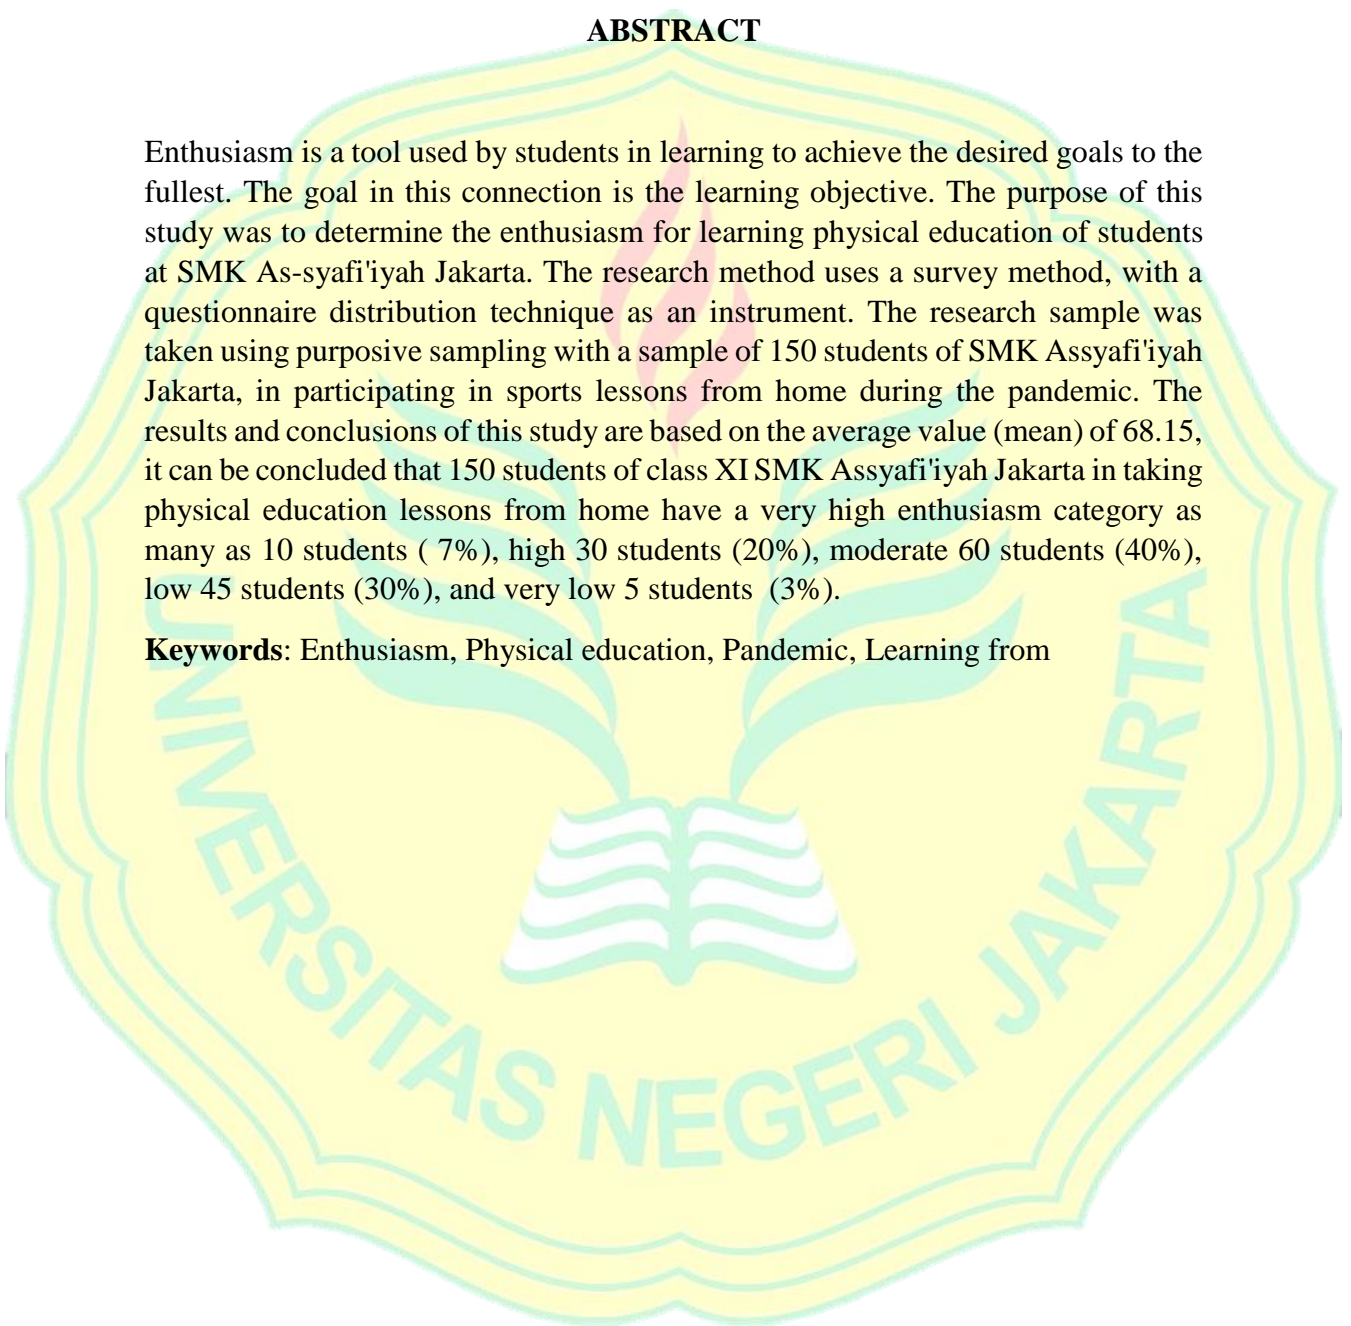 ABSTRACT
Enthusiasm is a tool used by students in learning to achieve the desired goals to the
fullest. The goal in this connection is the learning objective. The purpose of this
study was to determine the enthusiasm for learning physical education of students
at SMK As-syafi'iyah Jakarta. The research method uses a survey method, with a
questionnaire distribution technique as an instrument. The research sample was
taken using purposive sampling with a sample of 150 students of SMK Assyafi'iyah
Jakarta, in participating in sports lessons from home during the pandemic. The
results and conclusions of this study are based on the average value (mean) of 68.15,
it can be concluded that 150 students of class XI SMK Assyafi'iyah Jakarta in taking
physical education lessons from home have a very high enthusiasm category as
many as 10 students ( 7%), high 30 students (20%), moderate 60 students (40%),
low 45 students (30%), and very low 5 students  (3%).
Keywords: Enthusiasm, Physical education, Pandemic, Learning from
UNIVERSITAS NEGERI JAKARTA